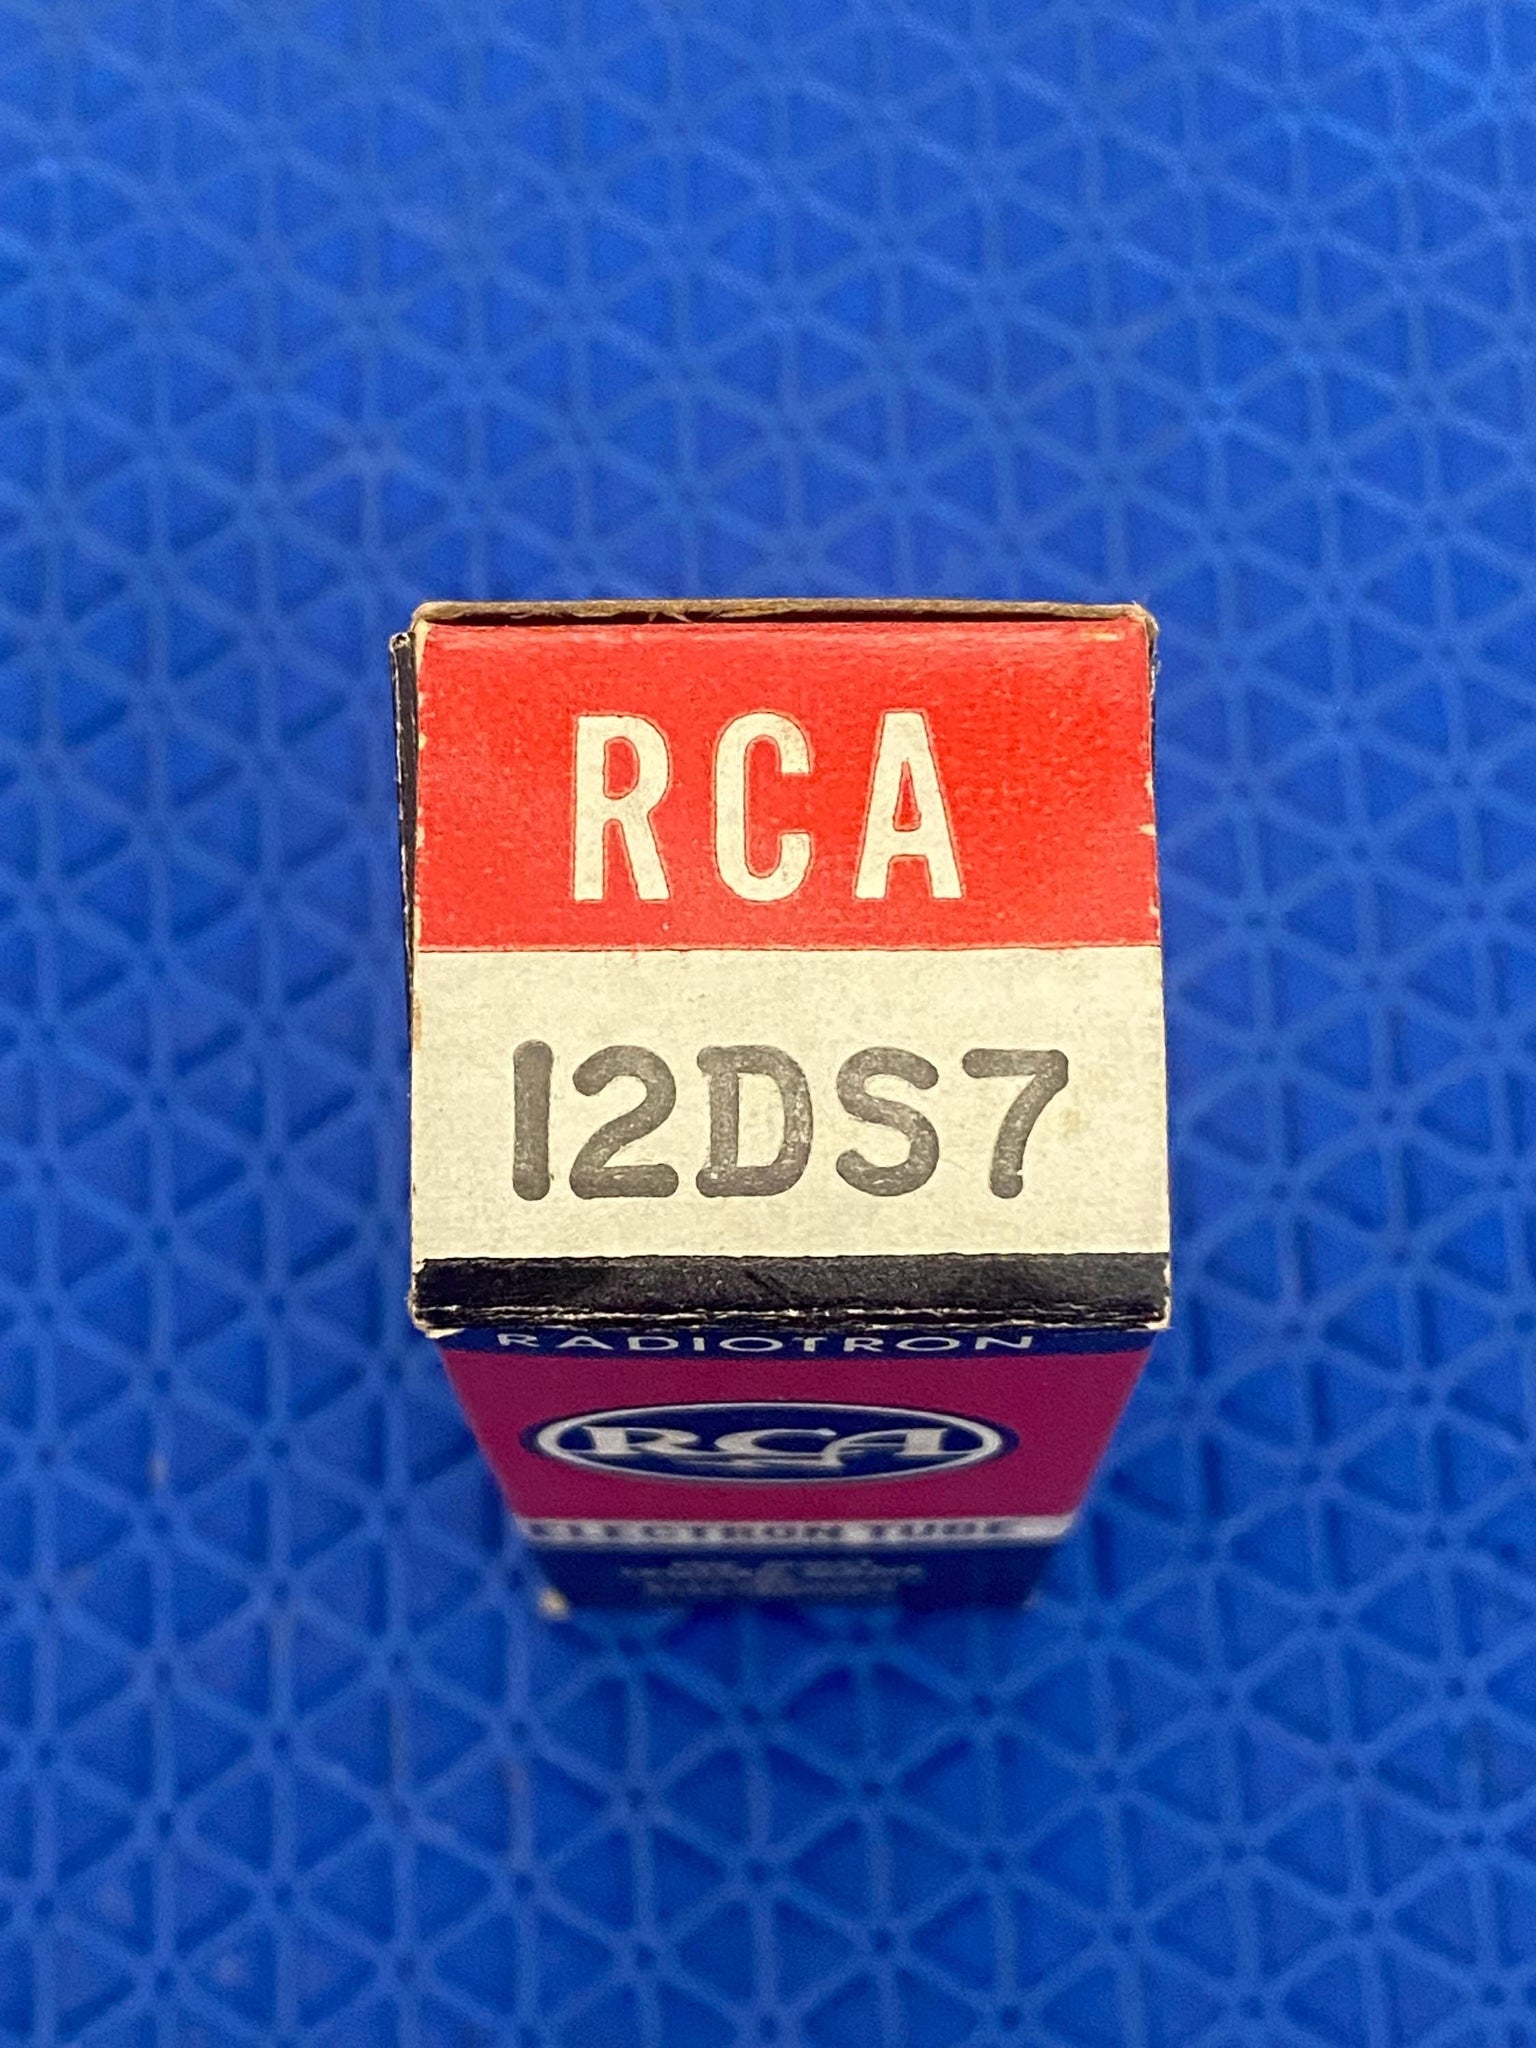 RCA
12DS7
RADIOTRON
RCA
ELECTRON TUBE